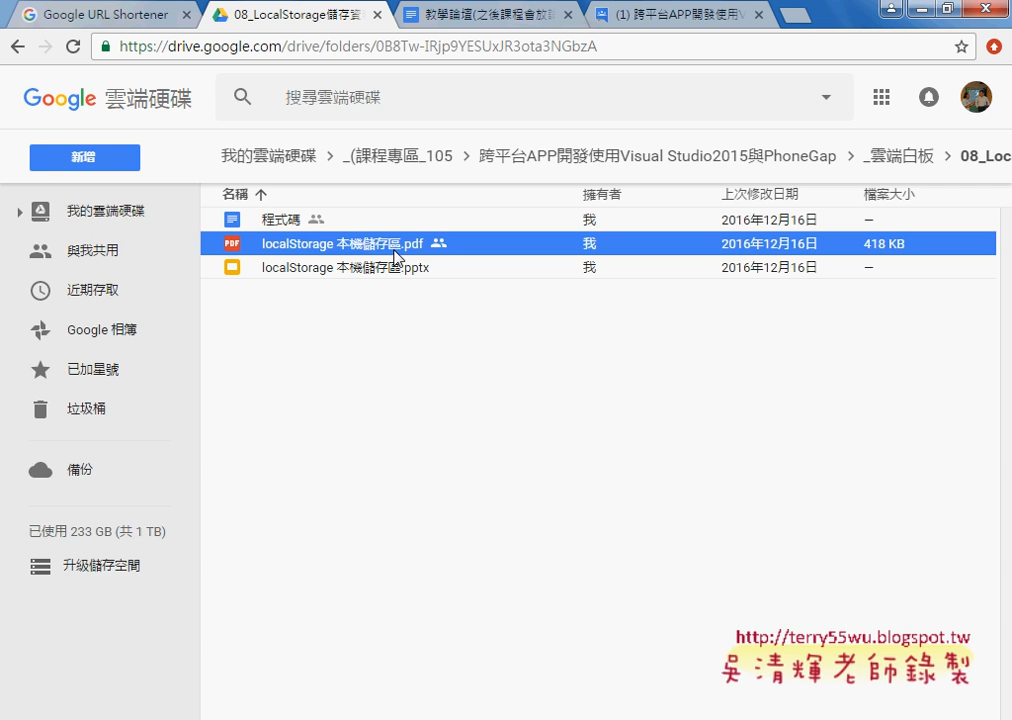 Google URL Shortener
08_LocalStorage儲存資
教學論壇(之後課程會放
(1) 跨平台APP開發使用V
https://drive.google.com/drive/folders/0B8Tw-IRjp9YESUxJR3ota3NGbzA
Google 雲端硬碟
搜尋雲端硬碟
新增
我的雲端硬碟 > _(課程專區_105 > 跨平台APP開發使用Visual Studio2015與PhoneGap > _雲端白板 > 08_Loc
名稱 ↑ 擁有者 上次修改日期 檔案大小
程式碼 我 2016年12月16日 –
PDF localStorage 本機儲存區.pdf 我 2016年12月16日 418 KB
localStorage 本機儲存區.pptx 我 2016年12月16日 –
我的雲端硬碟
與我共用
近期存取
Google 相簿
已加星號
垃圾桶
備份
已使用 233 GB (共 1 TB)
升級儲存空間
http://terry55wu.blogspot.tw
吳清輝老師錄製